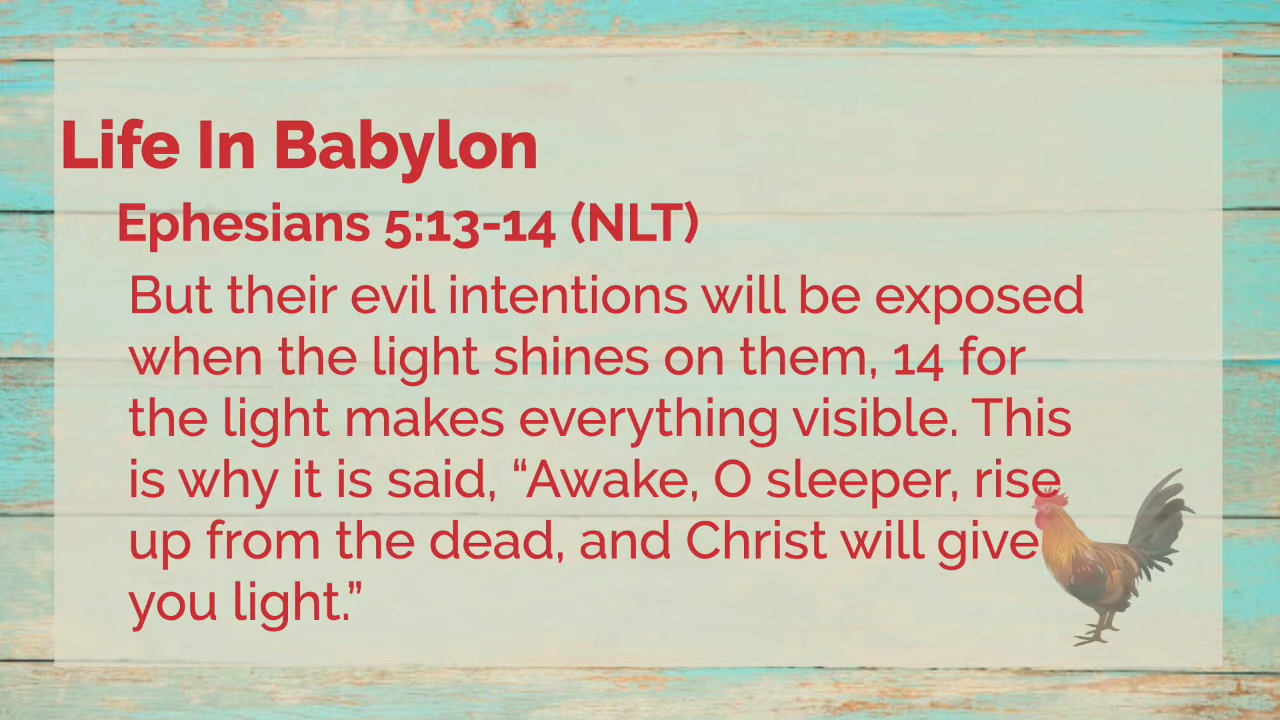 Life In Babylon
Ephesians 5:13-14 (NLT)
But their evil intentions will be exposed
when the light shines on them, 14 for
the light makes everything visible. This
is why it is said, “Awake, O sleeper, rise
up from the dead, and Christ will give
you light.”